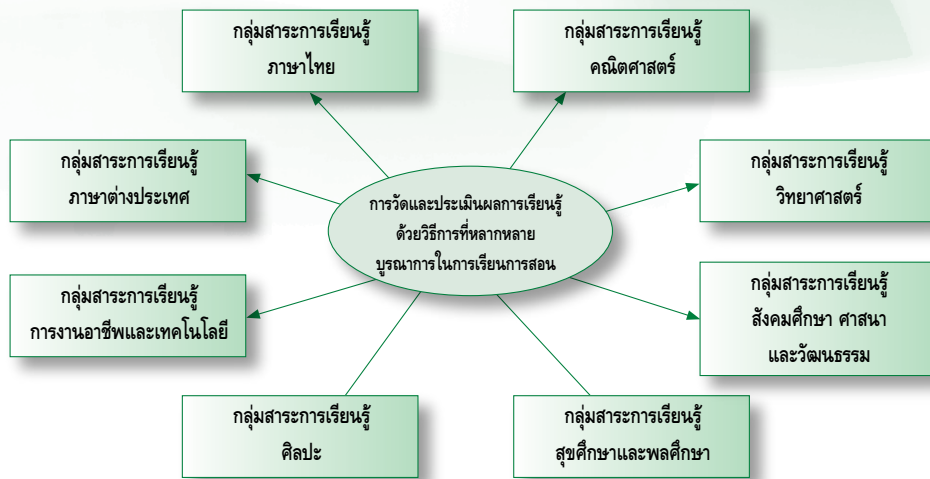 กลุ่มสาระการเรียนรู้
ภาษาไทย
กลุ่มสาระการเรียนรู้
คณิตศาสตร์
กลุ่มสาระการเรียนรู้
ภาษาต่างประเทศ
กลุ่มสาระการเรียนรู้
วิทยาศาสตร์
การวัดและประเมินผลการเรียนรู้
ด้วยวิธีการที่หลากหลาย
บูรณาการในการเรียนการสอน
กลุ่มสาระการเรียนรู้
การงานอาชีพและเทคโนโลยี
กลุ่มสาระการเรียนรู้
สังคมศึกษา ศาสนา
และวัฒนธรรม
กลุ่มสาระการเรียนรู้
ศิลปะ
กลุ่มสาระการเรียนรู้
สุขศึกษาและพลศึกษา